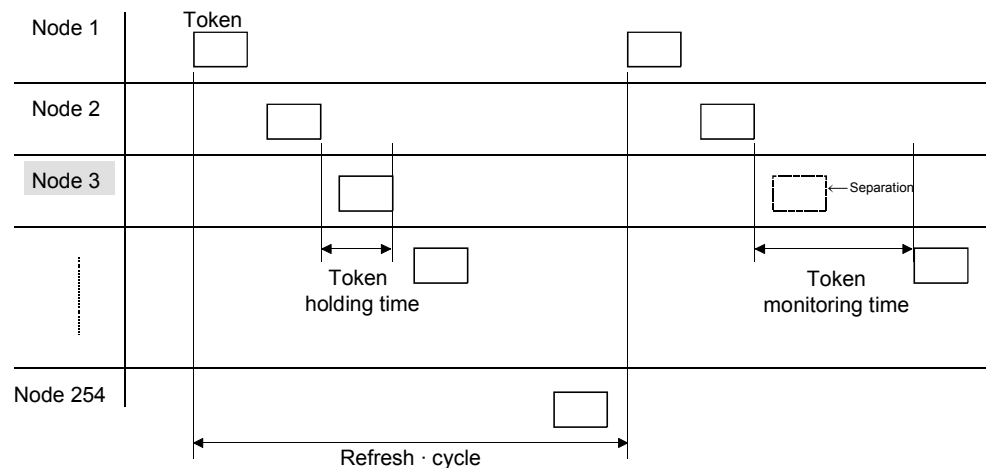 Node 1
Token
Node 2
Node 3
Separation
Token
holding time
Token
monitoring time
Node 254
Refresh · cycle